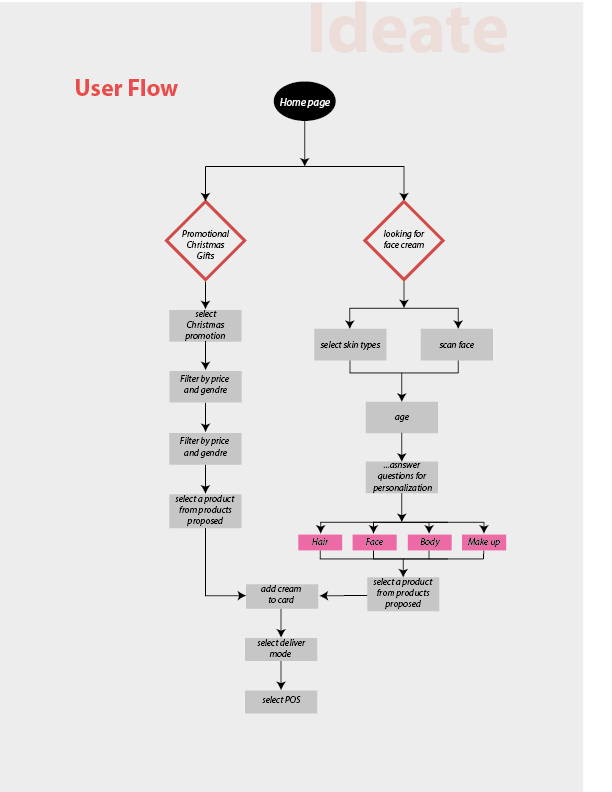 Ideate
User Flow
Home page
Promotional
Christmas
Gifts
looking for
face cream
select
Christmas
promotion
select skin types
scan face
Filter by price
and gendre
age
Filter by price
and gendre
...asnswer
questions for
personalization
select a product
from products
proposed
Hair
Face
Body
Make up
add cream
to card
select a product
from products
proposed
select deliver
mode
select POS